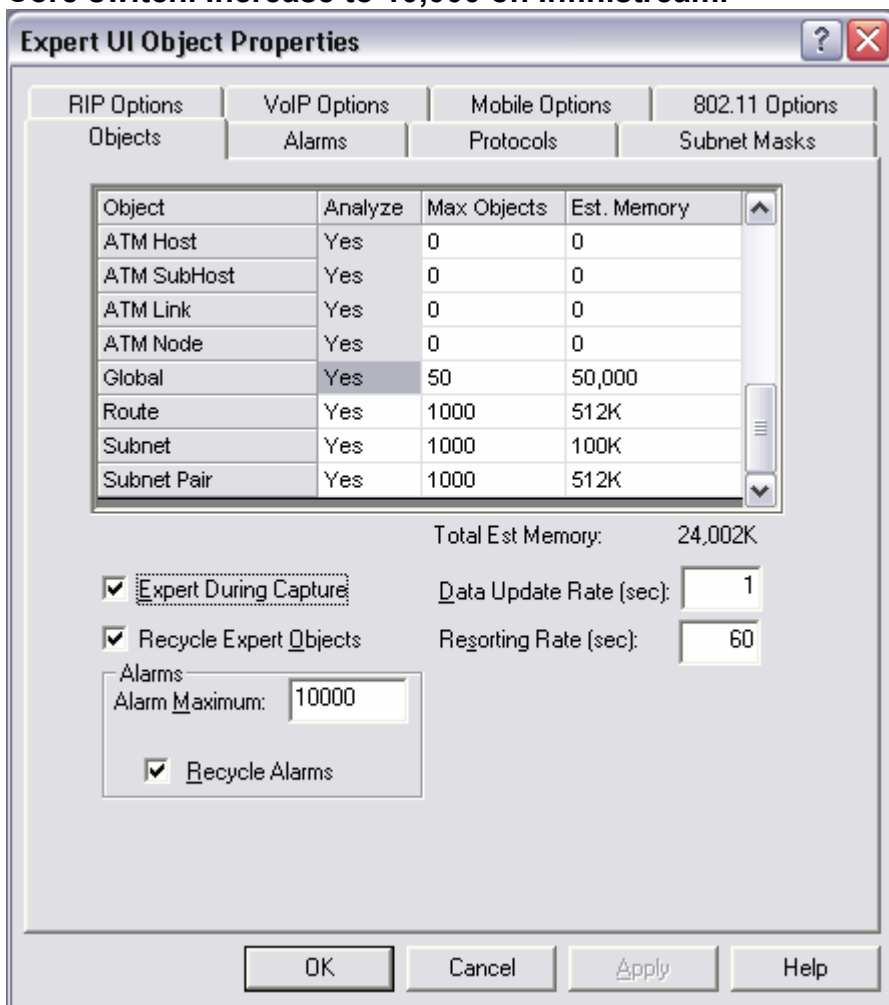 Core Switch. Increase to 10,000 on Infinistream.
Expert UI Object Properties
RIP Options VoIP Options Mobile Options 802.11 Options
Objects Alarms Protocols Subnet Masks
Object Analyze Max Objects Est. Memory
ATM Host Yes 0 0
ATM SubHost Yes 0 0
ATM Link Yes 0 0
ATM Node Yes 0 0
Global Yes 50 50,000
Route Yes 1000 512K
Subnet Yes 1000 100K
Subnet Pair Yes 1000 512K
Total Est Memory: 24,002K
Expert During Capture Data Update Rate (sec): 1
Recycle Expert Objects Resorting Rate (sec): 60
Alarms
Alarm Maximum: 10000
Recycle Alarms
OK Cancel Apply Help